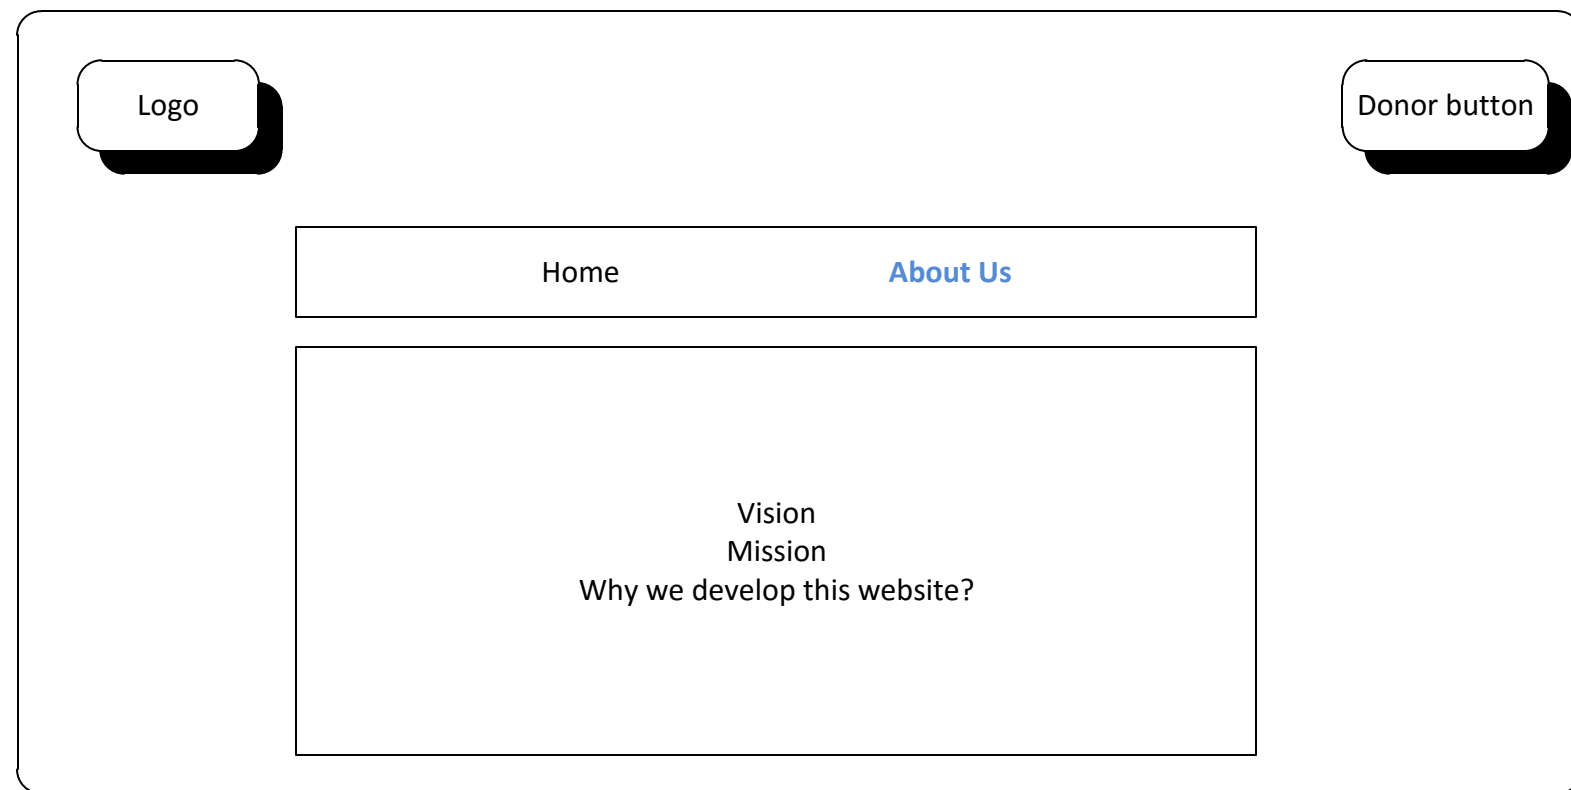 Logo
Donor button
Home
About Us
Vision
Mission
Why we develop this website?